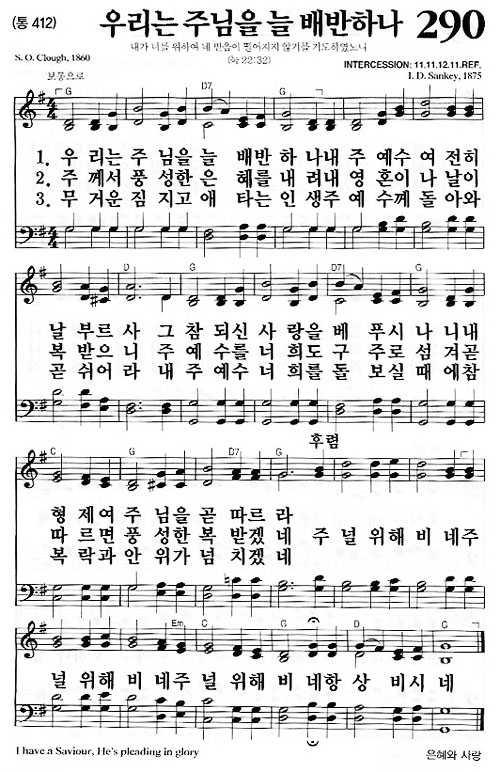 (통 412) 우리는 주님을 늘 배반하나 290
내가 너를 위하여 네 믿음이 떨어지지 않기를 기도하였노니
(눅 22:32)
S. O. Clough, 1860
INTERCESSION: 11.11.12.11.REF.
I. D. Sankey, 1875
보통으로
G D7 G
1. 우 리는 주 님을 늘 배반 하 나내 주 예수 여 전히
2. 주 께서 풍 성한 은 혜를 내 려내 영 혼이 나 날이
3. 무 거운 짐 지고 애 타는 인 생주 예 수께 돌 아와
D G D7 G
날 부르 사 그 참 되신 사 랑을 베 푸시 나 니내
복 받으 니 주 예 수를 너 희도 구 주로 섬 겨곧
곧 쉬어 라 내 주 예수 너 희를 돌 보실 때 에참
후렴
C G D7 G
형 제여 주 님을 곧 따르 라
따 르면 풍 성한 복 받겠 네 주 널 위해 비 네주
복 락과 안 위가 넘 치겠 네
Em C G D7 G
널 위해 비 네주 널 위해 비 네항 상 비시 네
I have a Saviour, He's pleading in glory
은혜와 사랑